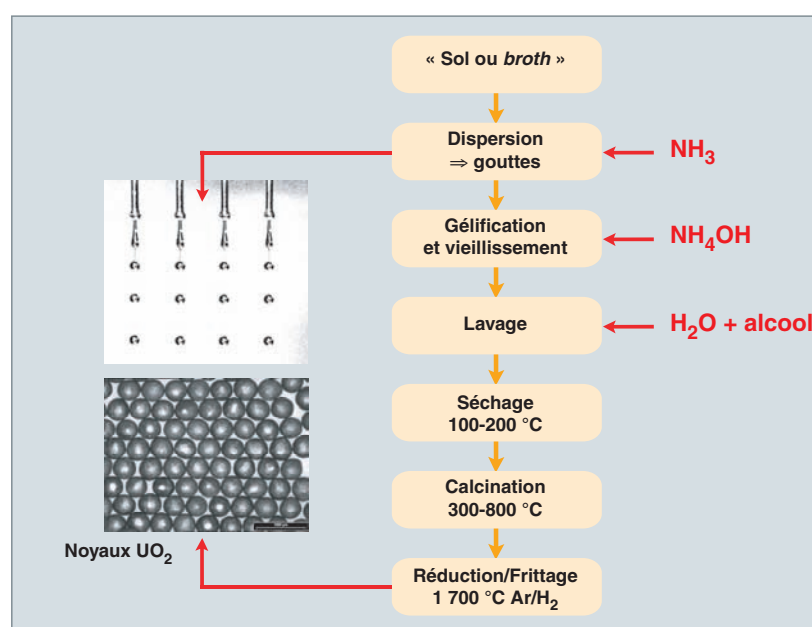 « Sol ou broth »
Dispersion
⇒ gouttes
NH₃
Gélification
et vieillissement
NH₄OH
Lavage
H₂O + alcool
Séchage
100-200 °C
Calcination
300-800 °C
Noyaux UO₂
Réduction/Frittage
1 700 °C Ar/H₂